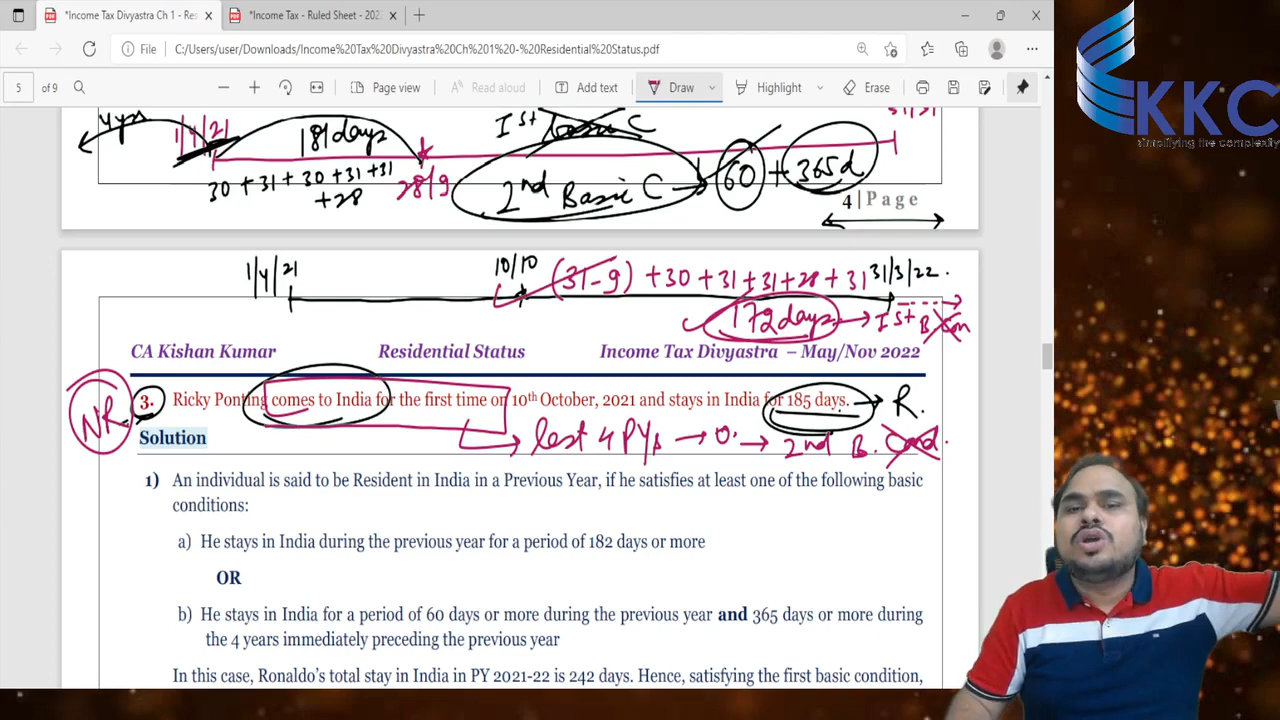 *Income Tax Divyastra Ch 1 - Res
*Income Tax - Ruled Sheet - 202
File
C:/Users/user/Downloads/Income%20Tax%20Divyastra%20Ch%201%20-%20Residential%20Status.pdf
5 of 9
Page view
Read aloud
Add text
Draw
Highlight
Erase
KKC
simplifying the complexity
4yrs
1/4/21
181 days
Ist basic C
30 + 31 + 30 + 31 + 31
+28
28/9
2nd Basic C → 60 + 365d
4 | Page
1/4/21
10/10
(31-9) + 30 + 31 + 31 + 28 + 31
31/3/22.
172 days → Ist B Con
CA Kishan Kumar
Residential Status
Income Tax Divyastra – May/Nov 2022
NR
3. Ricky Ponting comes to India for the first time on 10th October, 2021 and stays in India for 185 days. → R.
Solution
→ last 4 PYs → 0. → 2nd B. Cond.
1) An individual is said to be Resident in India in a Previous Year, if he satisfies at least one of the following basic
conditions:
a) He stays in India during the previous year for a period of 182 days or more
OR
b) He stays in India for a period of 60 days or more during the previous year and 365 days or more during
the 4 years immediately preceding the previous year
In this case, Ronaldo's total stay in India in PY 2021-22 is 242 days. Hence, satisfying the first basic condition,